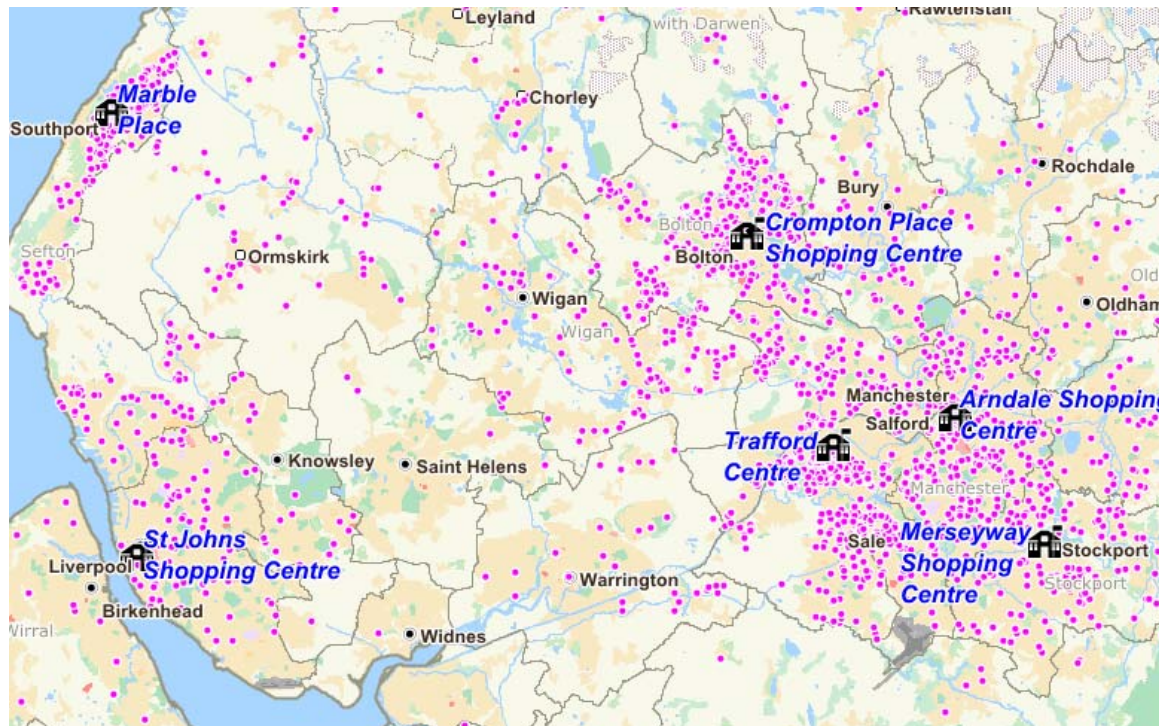 Leyland
with Darwen
Rawtenstall
Marble
Place
Southport
Chorley
Rochdale
Bury
Bolton
Crompton Place
Shopping Centre
Bolton
Sefton
Ormskirk
Wigan
Wigan
Old
Oldham
Manchester
Salford
Arndale Shopping
Centre
Trafford
Centre
Knowsley
Saint Helens
Manchester
St Johns
Shopping Centre
Liverpool
Birkenhead
Merseyway
Shopping
Centre
Sale
Stockport
Stockport
Warrington
Widnes
Wirral